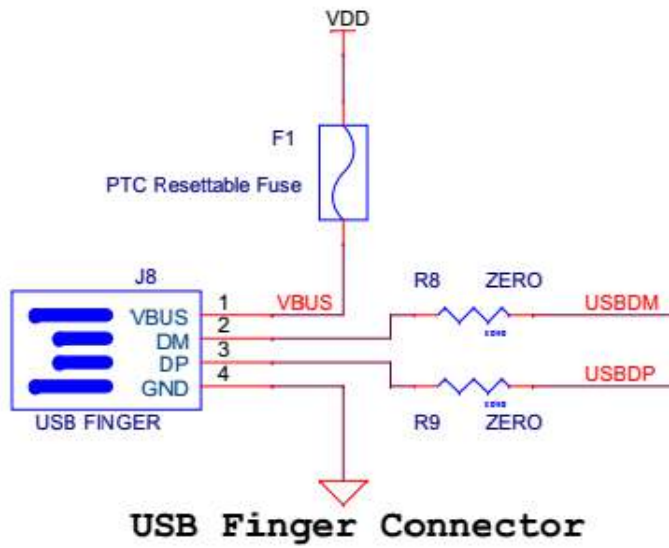 VDD
F1
PTC Resettable Fuse
J8
R8 ZERO
1 VBUS USBDM
VBUS
2
DM
3
DP
USBDP
4
GND
USB FINGER
R9 ZERO
USB Finger Connector